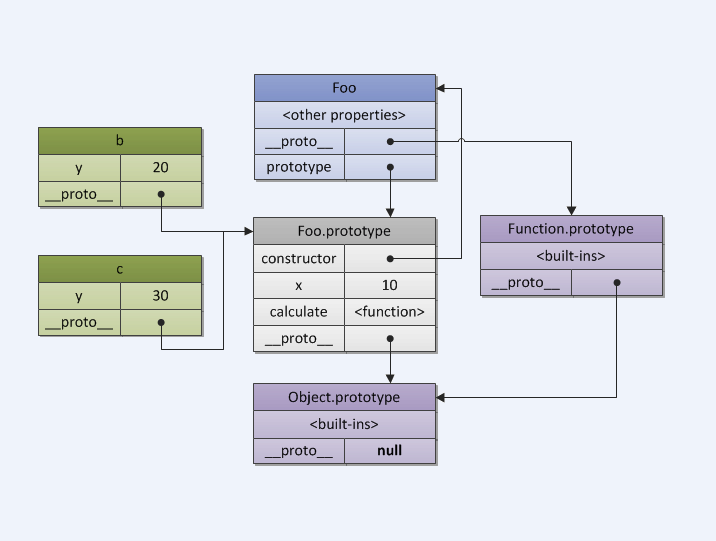 Foo
<other properties>
__proto__
prototype
b
y 20
__proto__
Foo.prototype
constructor
x 10
calculate <function>
__proto__
Function.prototype
<built-ins>
__proto__
c
y 30
__proto__
Object.prototype
<built-ins>
__proto__ null